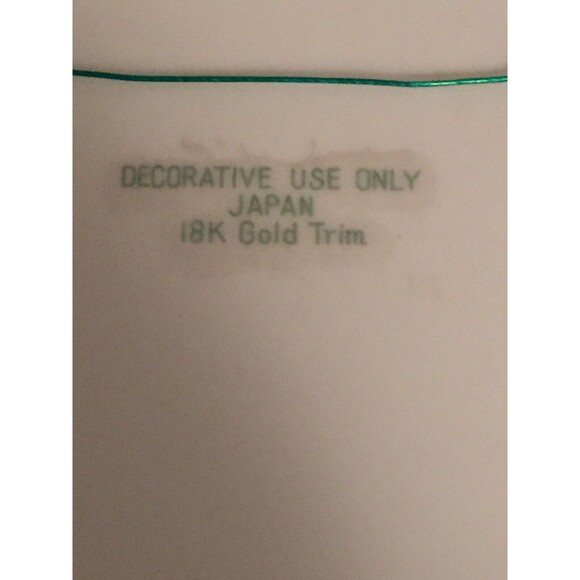 DECORATIVE USE ONLY
JAPAN
18K Gold Trim